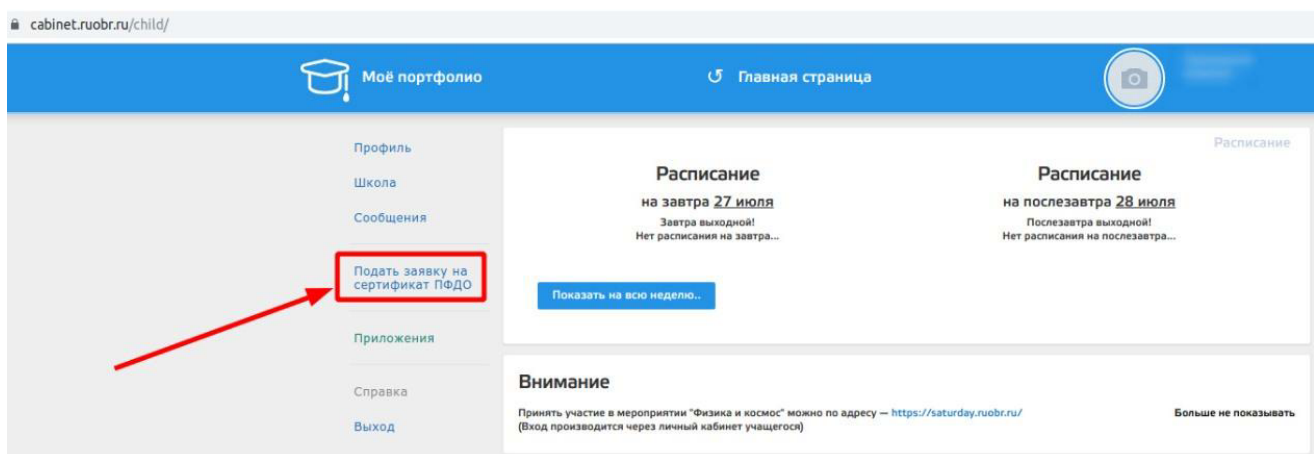 cabinet.ruobr.ru/child/
Моё портфолио
Главная страница
Профиль
Школа
Сообщения
Подать заявку на
сертификат ПФДО
Приложения
Справка
Выход
Расписание
Расписание
на завтра 27 июля
Завтра выходной!
Нет расписания на завтра...
Расписание
на послезавтра 28 июля
Послезавтра выходной!
Нет расписания на послезавтра...
Показать на всю неделю..
Внимание
Принять участие в мероприятии "Физика и космос" можно по адресу — https://saturday.ruobr.ru/
(Вход производится через личный кабинет учащегося)
Больше не показывать